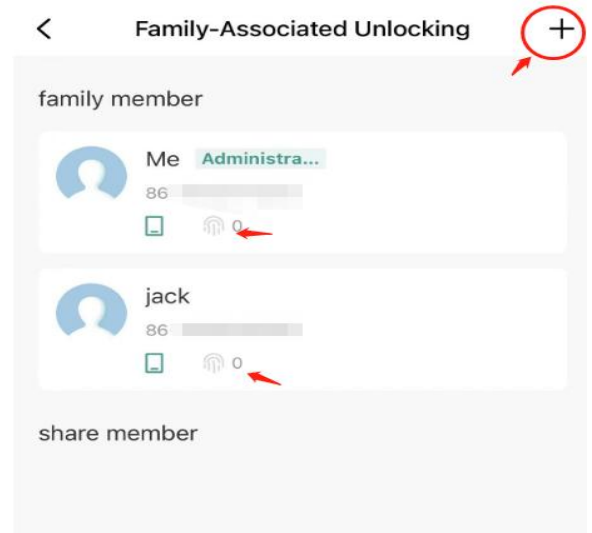 Family-Associated Unlocking
family member
Me Administra...
86
0
jack
86
0
share member